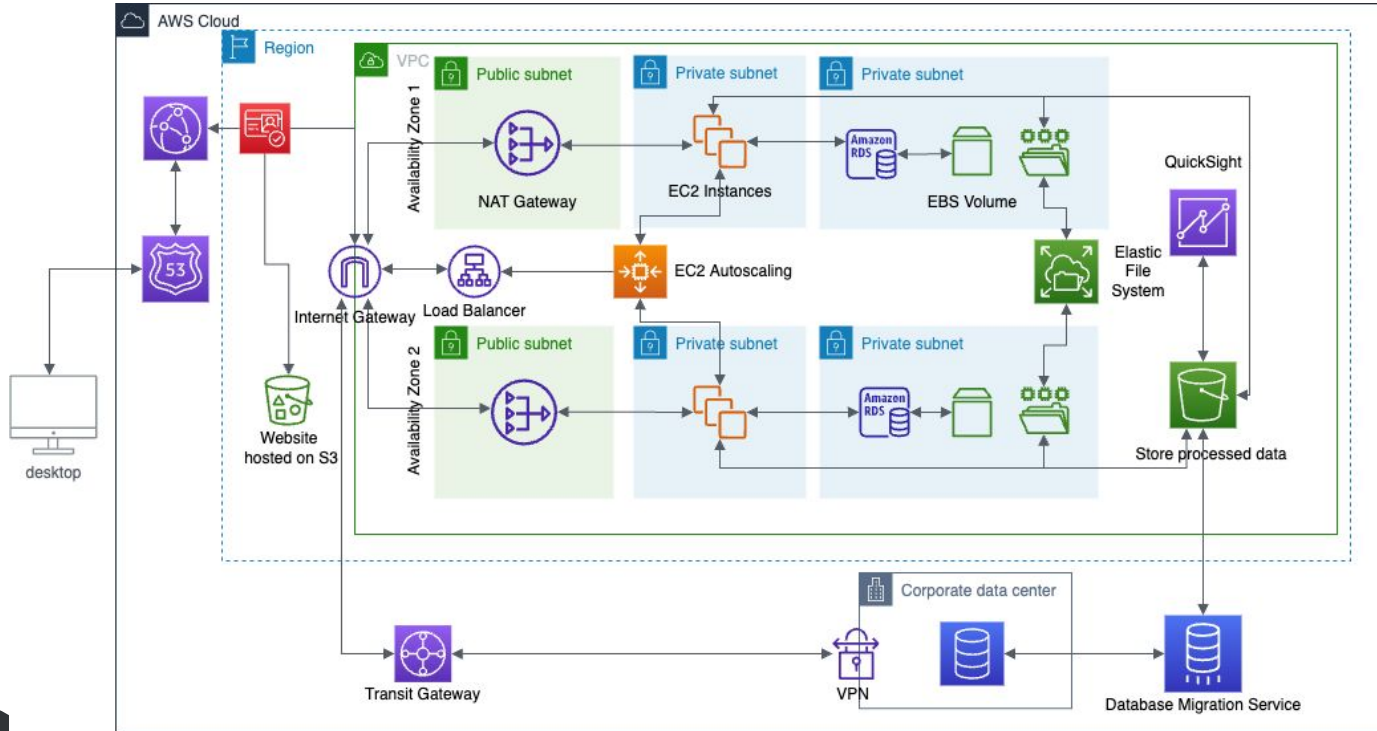 AWS Cloud
Region
VPC
Availability Zone 1
Public subnet
NAT Gateway
Private subnet
EC2 Instances
Private subnet
Amazon
RDS
EBS Volume
QuickSight
53
Internet Gateway
Load Balancer
EC2 Autoscaling
Elastic
File
System
Availability Zone 2
Public subnet
Private subnet
Private subnet
Amazon
RDS
Website
hosted on S3
Store processed data
desktop
Corporate data center
Transit Gateway
VPN
Database Migration Service